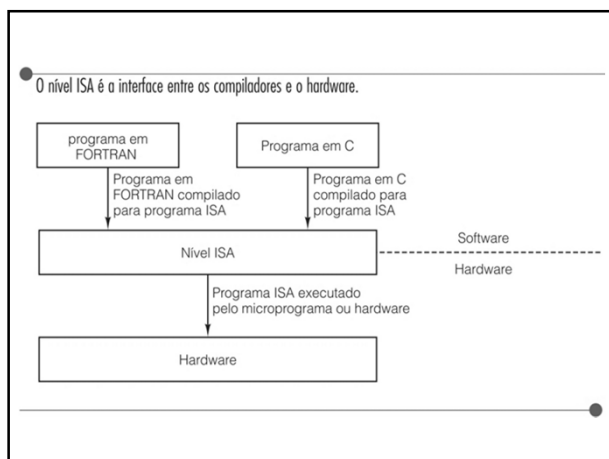 O nível ISA é a interface entre os compiladores e o hardware.
programa em
FORTRAN
Programa em C
Programa em
FORTRAN compilado
para programa ISA
Programa em C
compilado para
programa ISA
Nível ISA
Software
Hardware
Programa ISA executado
pelo microprograma ou hardware
Hardware